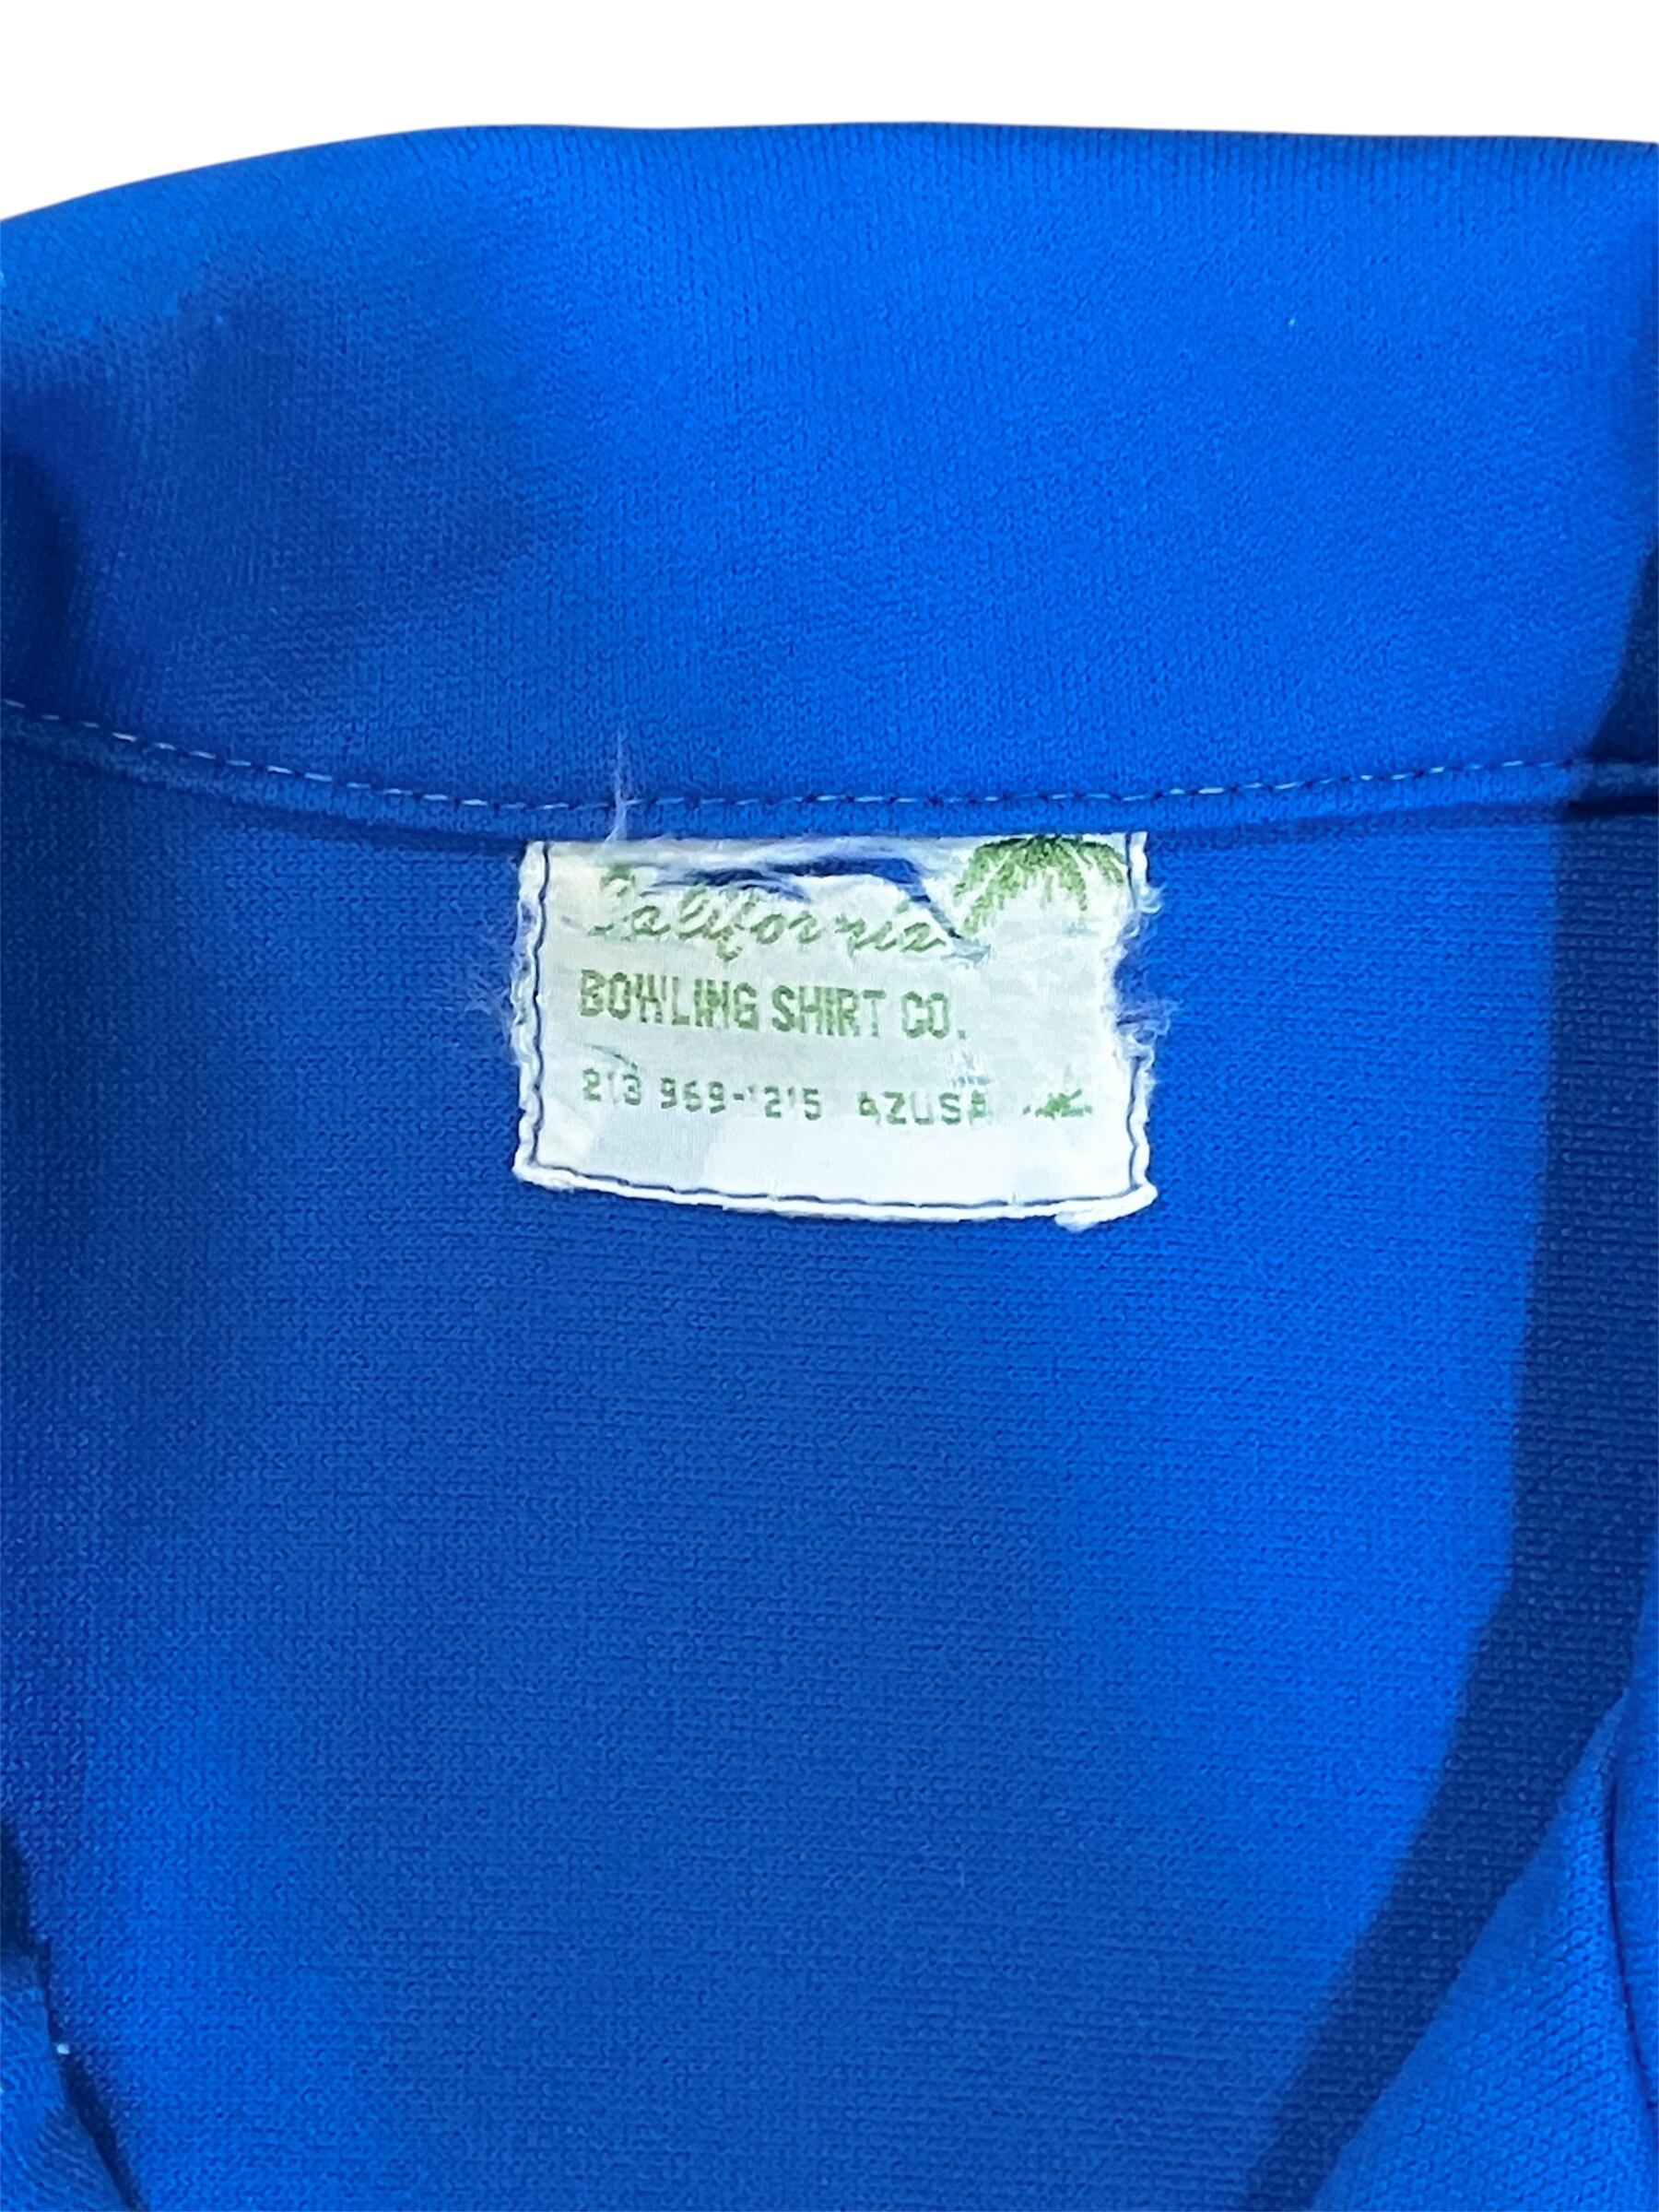 California
BOWLING SHIRT CO.
213 969-1215 AZUSA